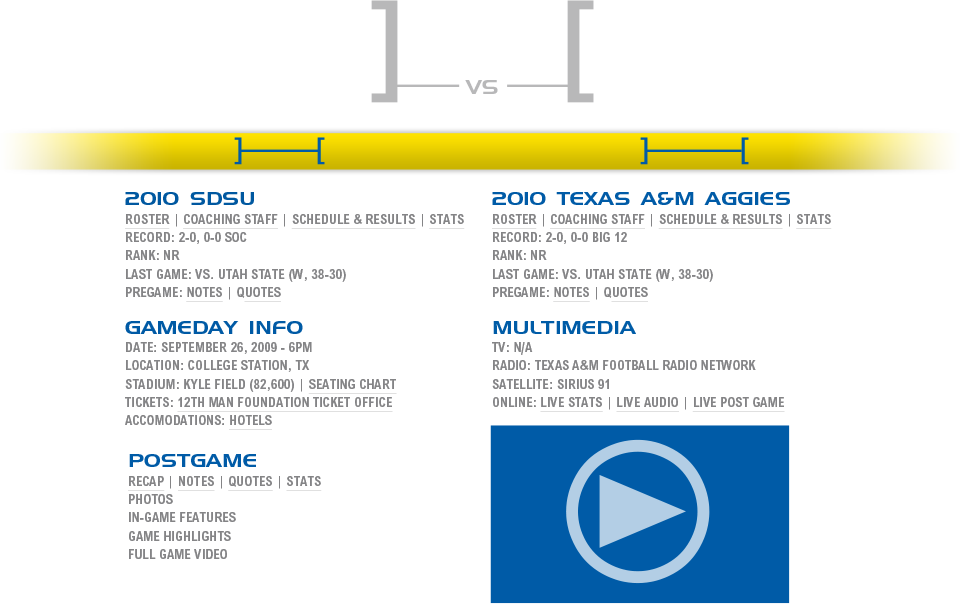 VS
2010 SDSU
ROSTER | COACHING STAFF | SCHEDULE & RESULTS | STATS
RECORD: 2-0, 0-0 SOC
RANK: NR
LAST GAME: VS. UTAH STATE (W, 38-30)
PREGAME: NOTES | QUOTES
2010 TEXAS A&M AGGIES
ROSTER | COACHING STAFF | SCHEDULE & RESULTS | STATS
RECORD: 2-0, 0-0 BIG 12
RANK: NR
LAST GAME: VS. UTAH STATE (W, 38-30)
PREGAME: NOTES | QUOTES
GAMEDAY INFO
DATE: SEPTEMBER 26, 2009 - 6PM
LOCATION: COLLEGE STATION, TX
STADIUM: KYLE FIELD (82,600) | SEATING CHART
TICKETS: 12TH MAN FOUNDATION TICKET OFFICE
ACCOMODATIONS: HOTELS
MULTIMEDIA
TV: N/A
RADIO: TEXAS A&M FOOTBALL RADIO NETWORK
SATELLITE: SIRIUS 91
ONLINE: LIVE STATS | LIVE AUDIO | LIVE POST GAME
POSTGAME
RECAP | NOTES | QUOTES | STATS
PHOTOS
IN-GAME FEATURES
GAME HIGHLIGHTS
FULL GAME VIDEO